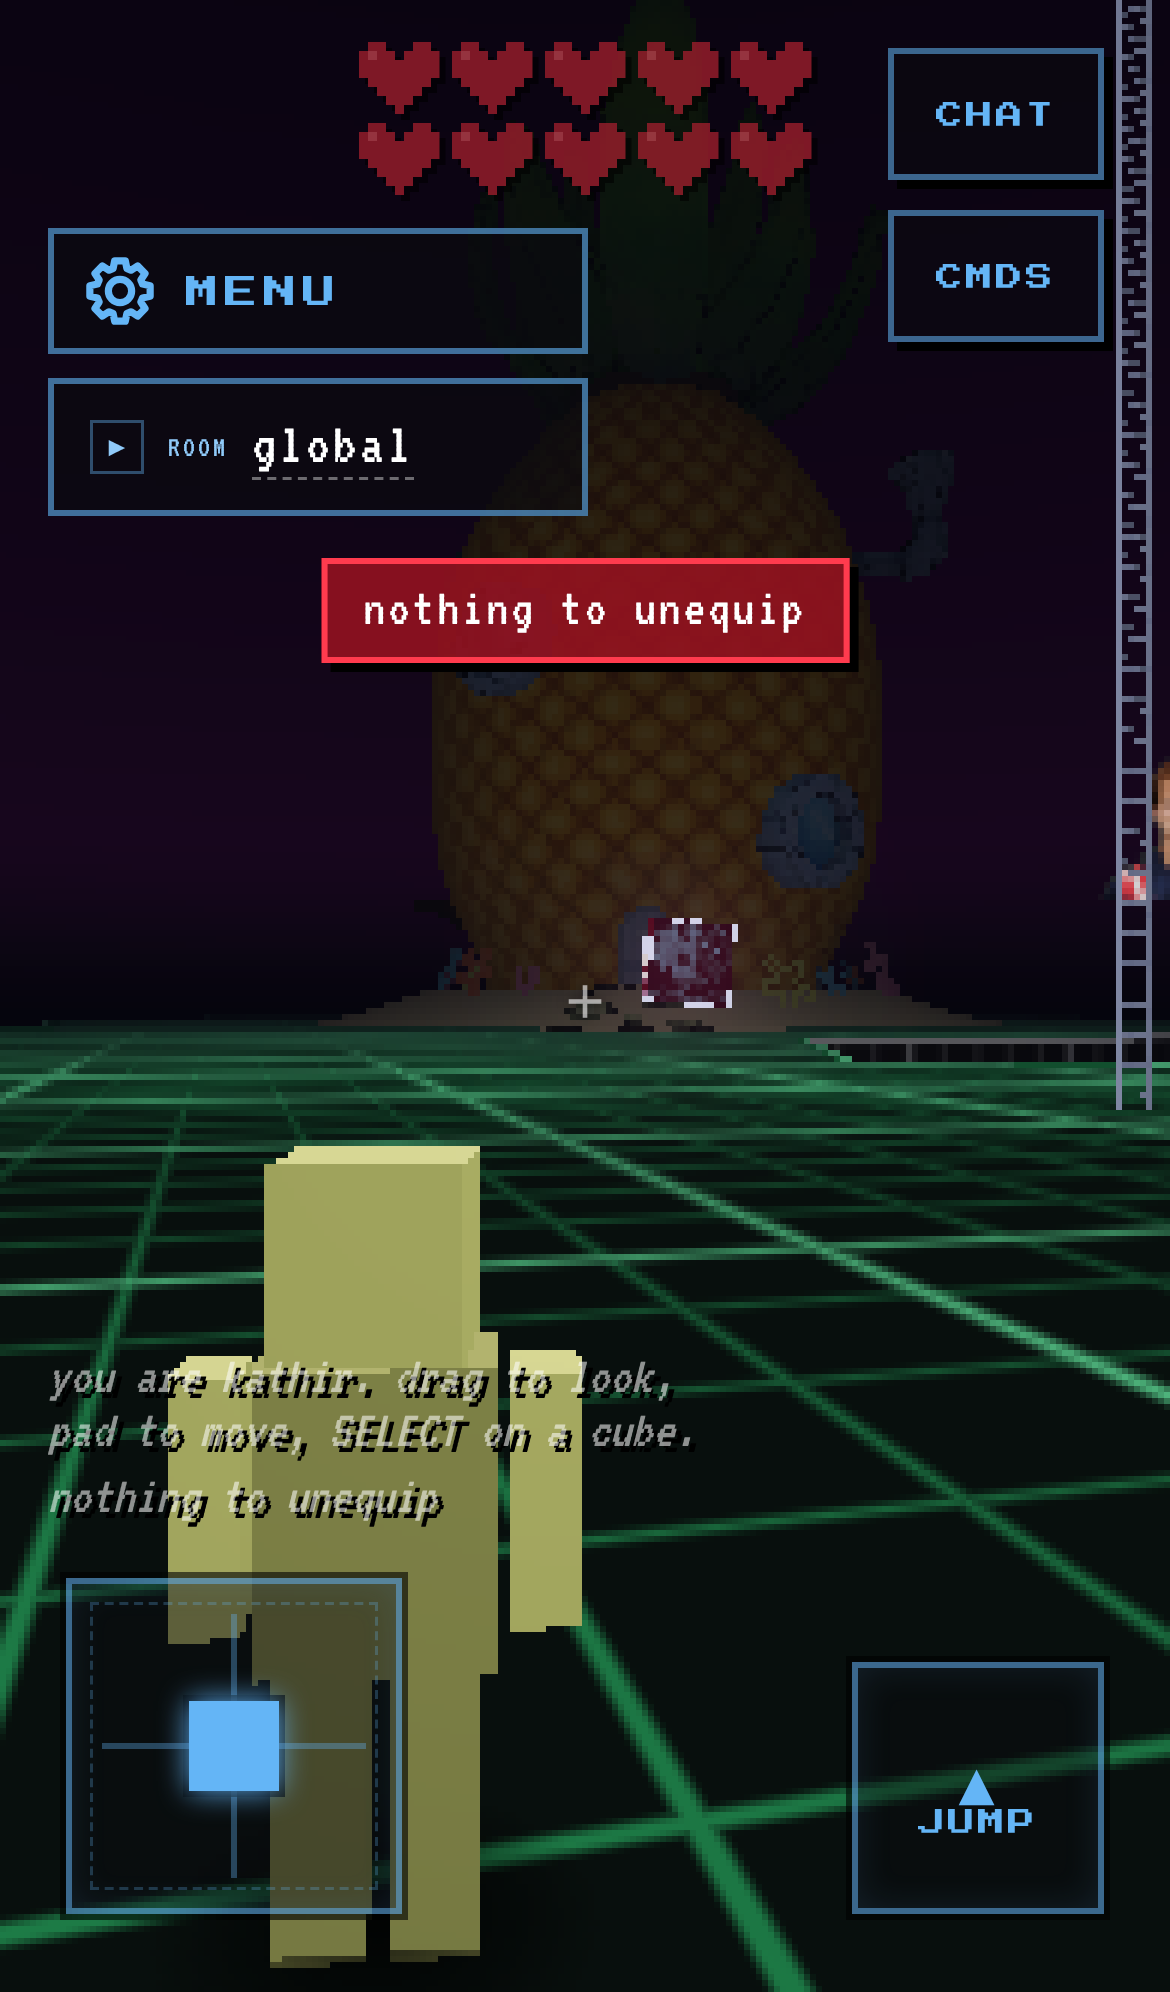 CHAT
CMDS
MENU
ROOM global
nothing to unequip
you are kathir. drag to look,
pad to move, SELECT on a cube.
nothing to unequip
JUMP